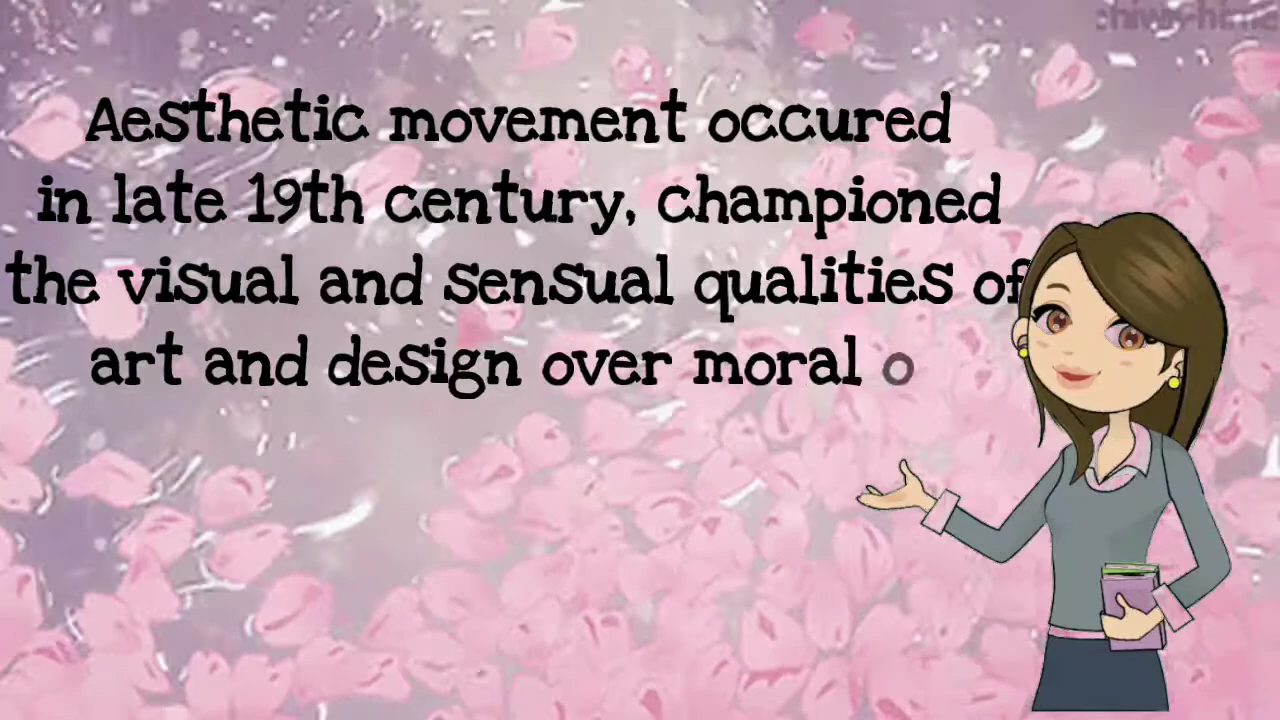 Aesthetic movement occured
in late 19th century, championed
the visual and sensual qualities of
art and design over moral o